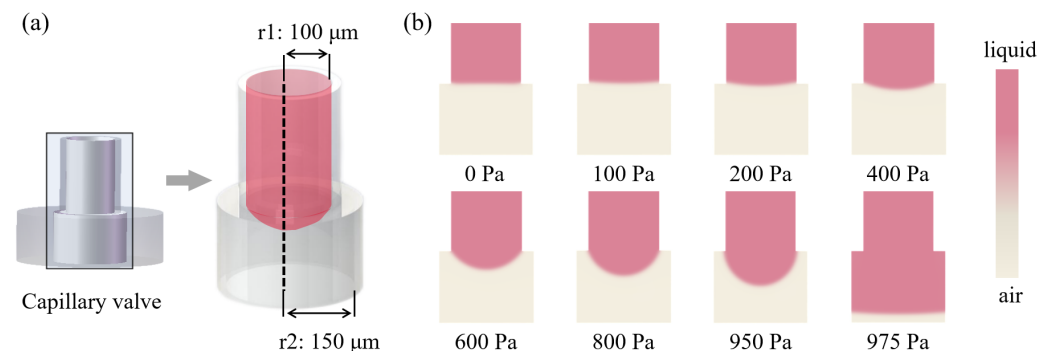 (a)
r1: 100 μm
Capillary valve
r2: 150 μm
(b)
liquid
0 Pa
100 Pa
200 Pa
400 Pa
600 Pa
800 Pa
950 Pa
975 Pa
air